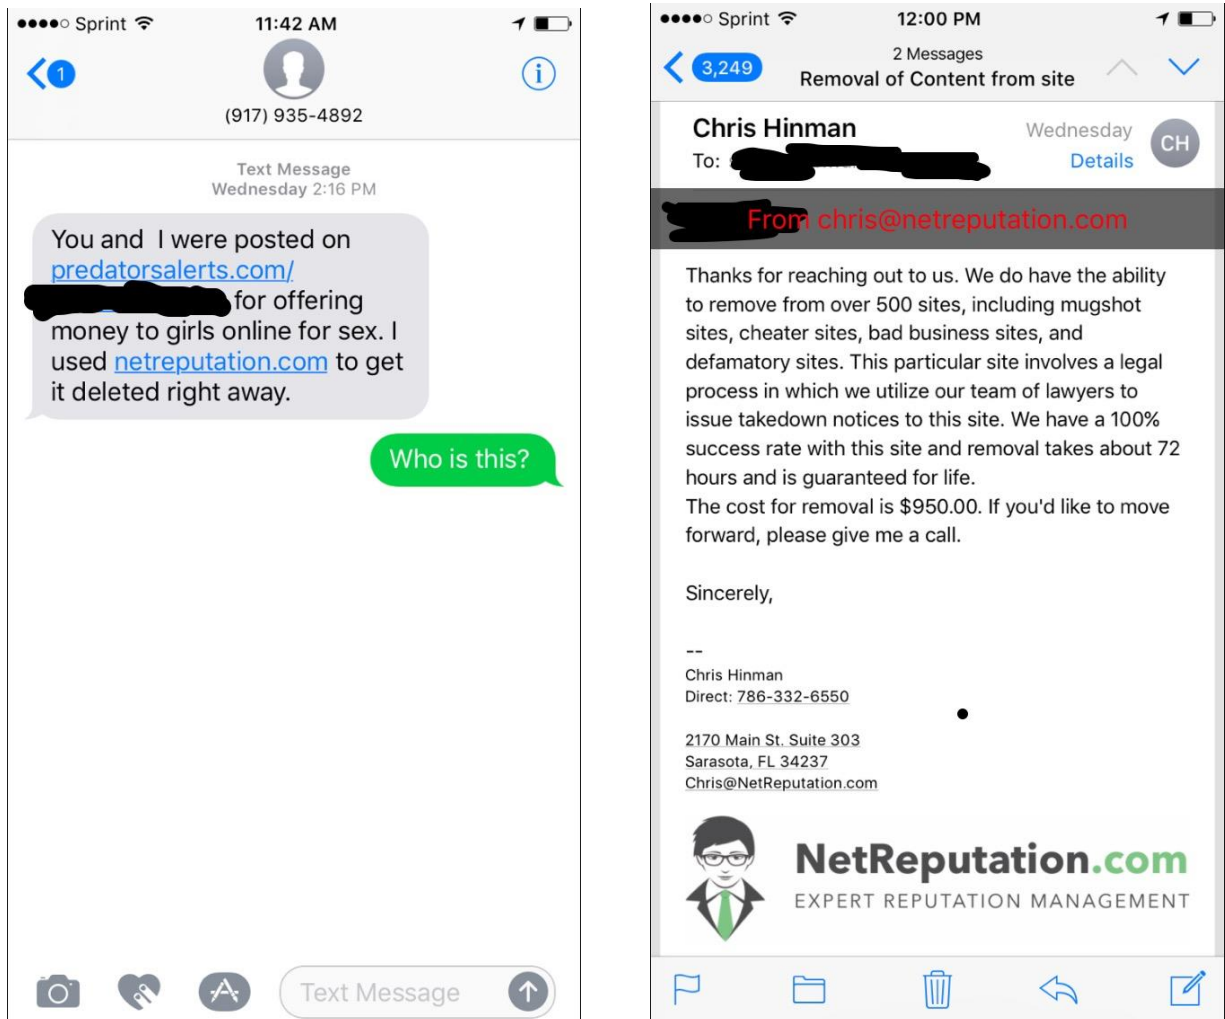 Sprint 11:42 AM
1
(917) 935-4892
Text Message
Wednesday 2:16 PM
You and I were posted on
predatorsalerts.com/
for offering
money to girls online for sex. I
used netreputation.com to get
it deleted right away.
Who is this?
Text Message
Sprint 12:00 PM
3,249
2 Messages
Removal of Content from site
Chris Hinman
Wednesday
CH
To:
Details
From chris@netreputation.com
Thanks for reaching out to us. We do have the ability
to remove from over 500 sites, including mugshot
sites, cheater sites, bad business sites, and
defamatory sites. This particular site involves a legal
process in which we utilize our team of lawyers to
issue takedown notices to this site. We have a 100%
success rate with this site and removal takes about 72
hours and is guaranteed for life.
The cost for removal is $950.00. If you'd like to move
forward, please give me a call.
Sincerely,
--
Chris Hinman
Direct: 786-332-6550
2170 Main St. Suite 303
Sarasota, FL 34237
Chris@NetReputation.com
NetReputation.com
EXPERT REPUTATION MANAGEMENT